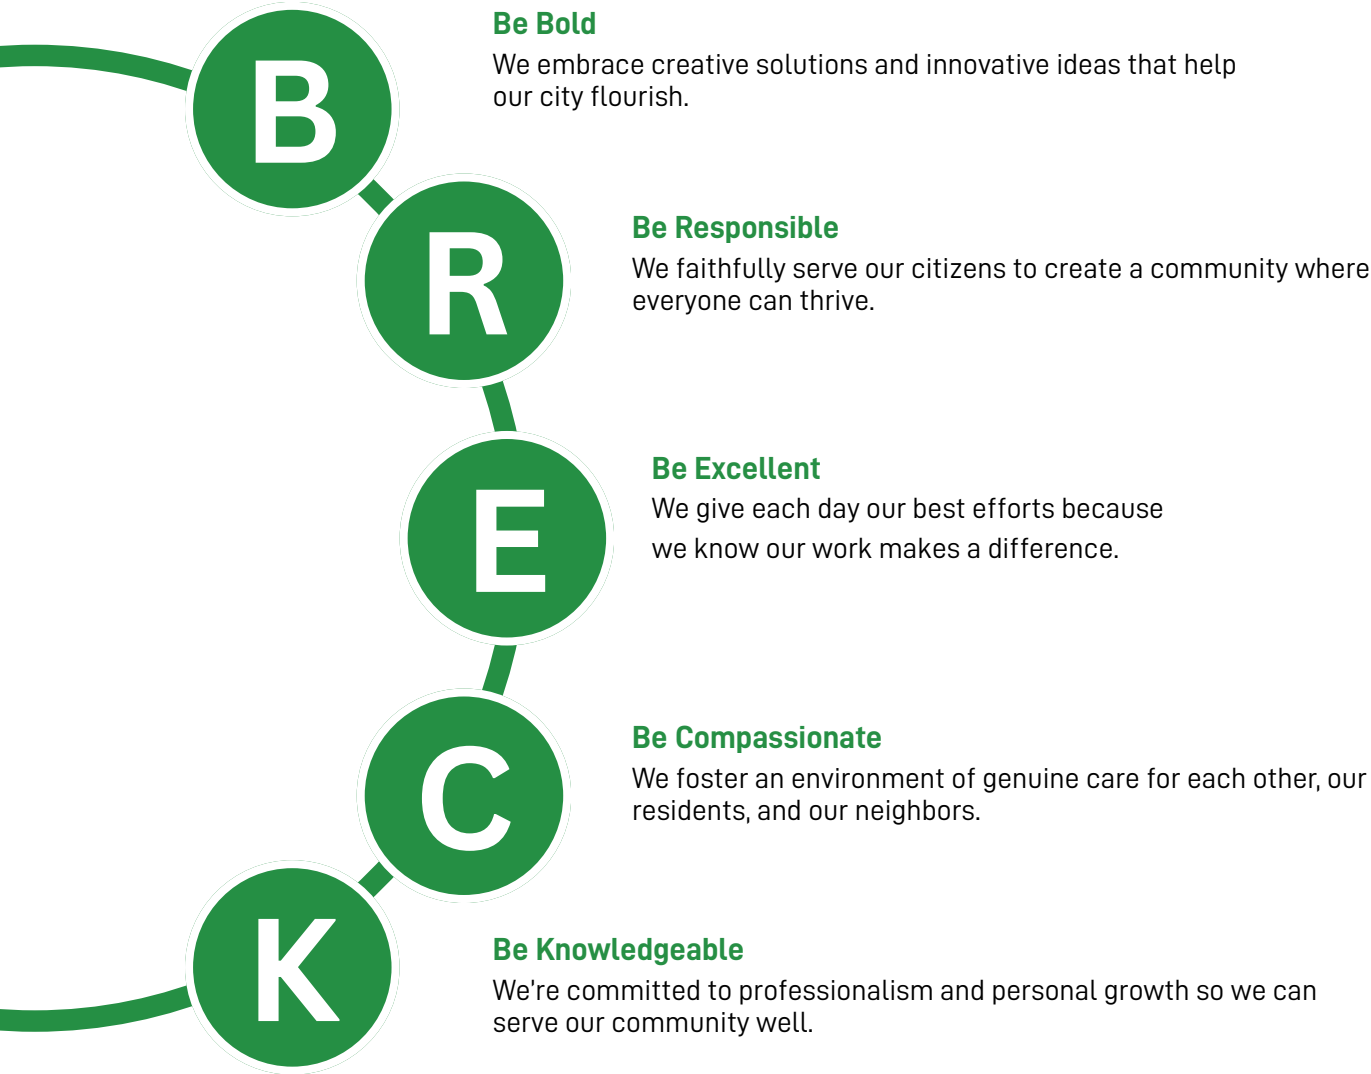 B
Be Bold
We embrace creative solutions and innovative ideas that help
our city flourish.
R
Be Responsible
We faithfully serve our citizens to create a community where
everyone can thrive.
E
Be Excellent
We give each day our best efforts because
we know our work makes a difference.
C
Be Compassionate
We foster an environment of genuine care for each other, our
residents, and our neighbors.
K
Be Knowledgeable
We're committed to professionalism and personal growth so we can
serve our community well.